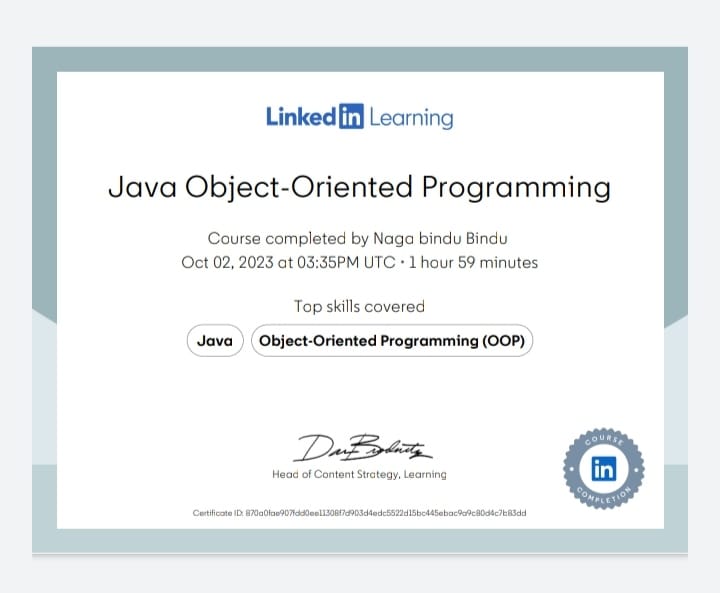 Linked in Learning
Java Object-Oriented Programming
Course completed by Naga bindu Bindu
Oct 02, 2023 at 03:35PM UTC • 1 hour 59 minutes
Top skills covered
Java
Object-Oriented Programming (OOP)
Head of Content Strategy, Learning
COURSE
in
COMPLETION
Certificate ID: 870a0fae907fdd0ee11308f7d903d4edc5522d15bc445ebac9a9c80d4c7b83dd